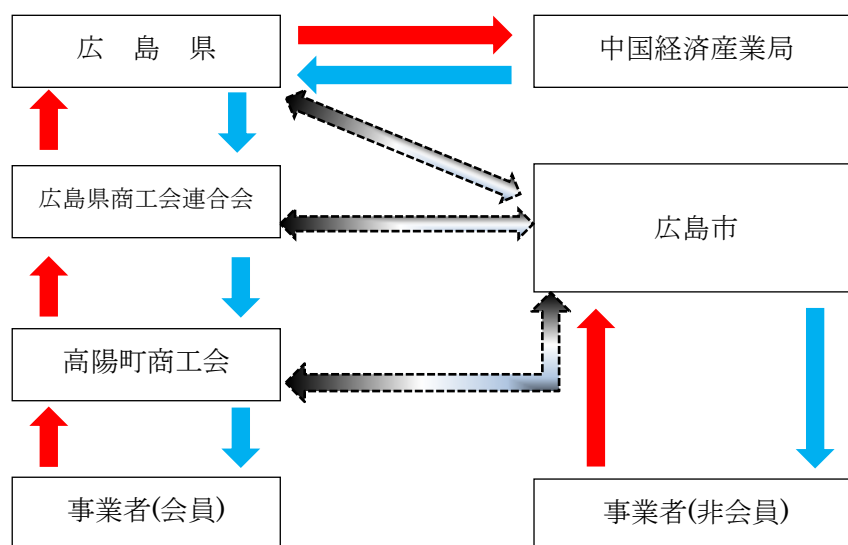 広 島 県
中国経済産業局
広島県商工会連合会
広島市
高陽町商工会
事業者(会員)
事業者(非会員)